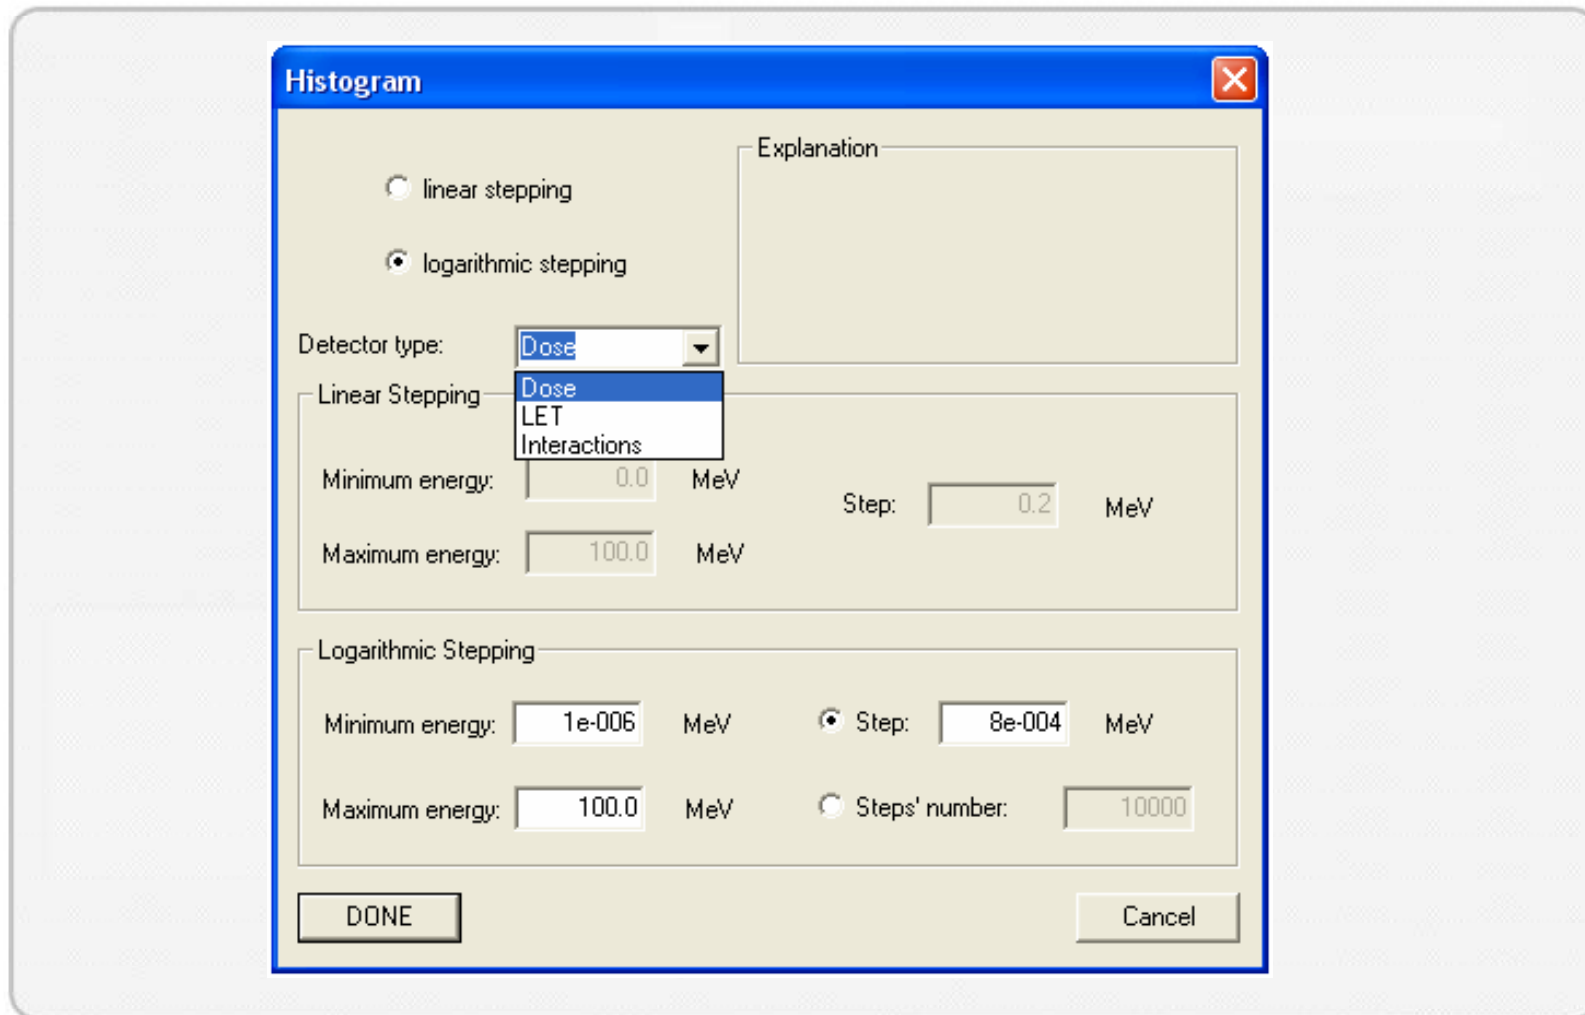 Histogram
Explanation
linear stepping
logarithmic stepping
Detector type: Dose
Dose
LET
Interactions
Linear Stepping
Minimum energy: 0.0 MeV
Step: 0.2 MeV
Maximum energy: 100.0 MeV
Logarithmic Stepping
Minimum energy: 1e-006 MeV Step: 8e-004 MeV
Maximum energy: 100.0 MeV Steps' number: 10000
DONE Cancel